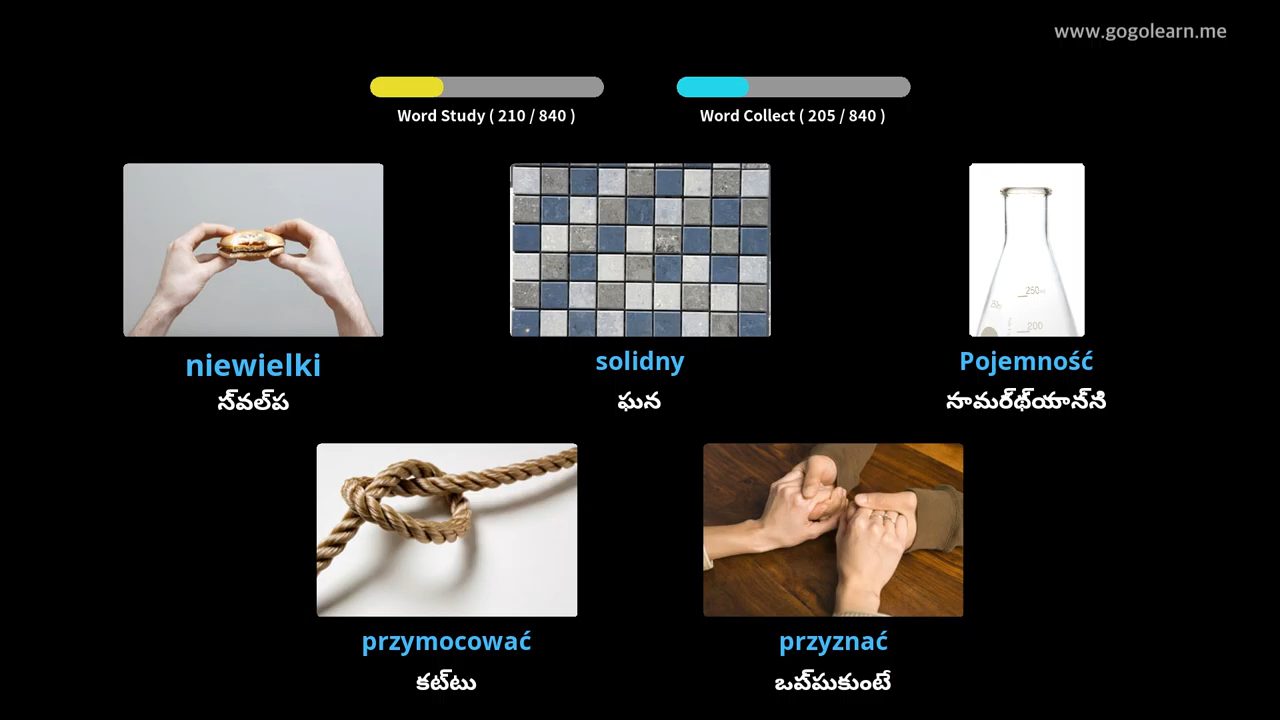 www.gogolearn.me
Word Study ( 210 / 840 )
Word Collect ( 205 / 840 )
niewielki
స్వల్ప
solidny
ఘన
Pojemność
సామర్థ్యాన్ని
przymocować
కట్టు
przyznać
ఒప్పుకుంటే